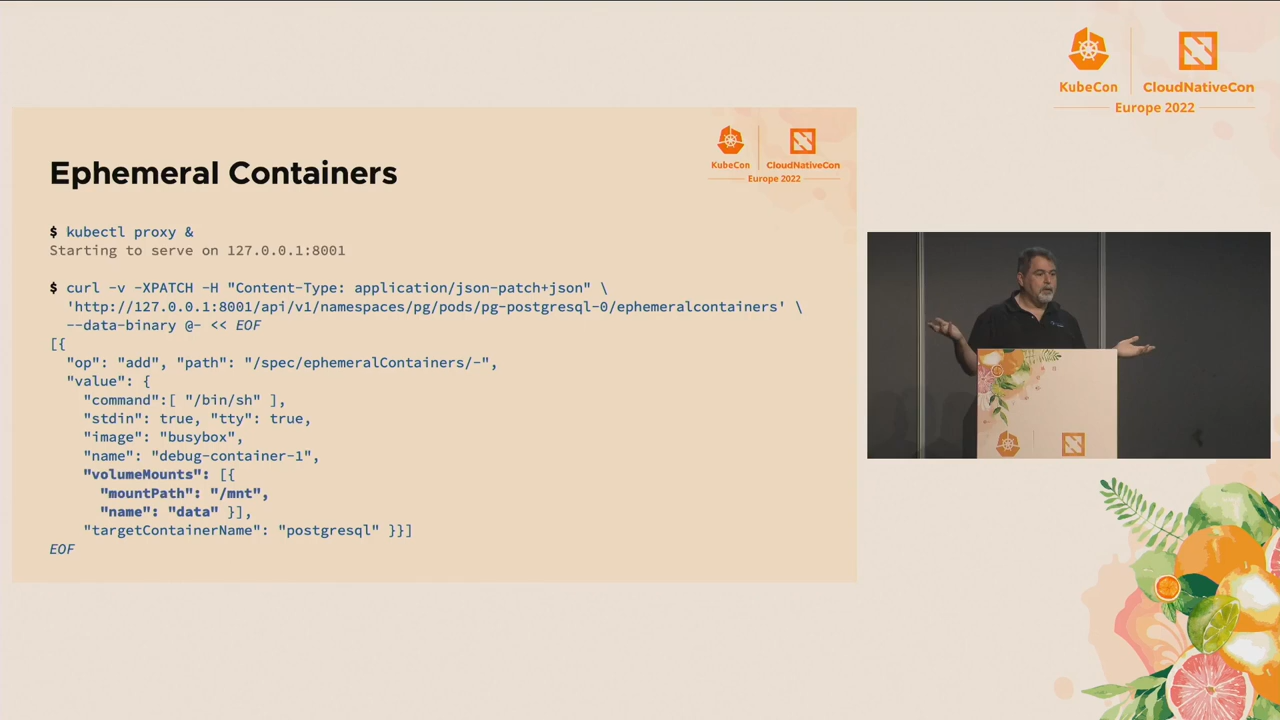 KubeCon
CloudNativeCon
Europe 2022
KubeCon
CloudNativeCon
Europe 2022
Ephemeral Containers
$ kubectl proxy &
Starting to serve on 127.0.0.1:8001
$ curl -v -XPATCH -H "Content-Type: application/json-patch+json" \
'http://127.0.0.1:8001/api/v1/namespaces/pg/pods/pg-postgresql-0/ephemeralcontainers' \
--data-binary @- << EOF
[{
"op": "add", "path": "/spec/ephemeralContainers/-",
"value": {
"command":[ "/bin/sh" ],
"stdin": true, "tty": true,
"image": "busybox",
"name": "debug-container-1",
"volumeMounts": [{
"mountPath": "/mnt",
"name": "data" }],
"targetContainerName": "postgresql" }}]
EOF